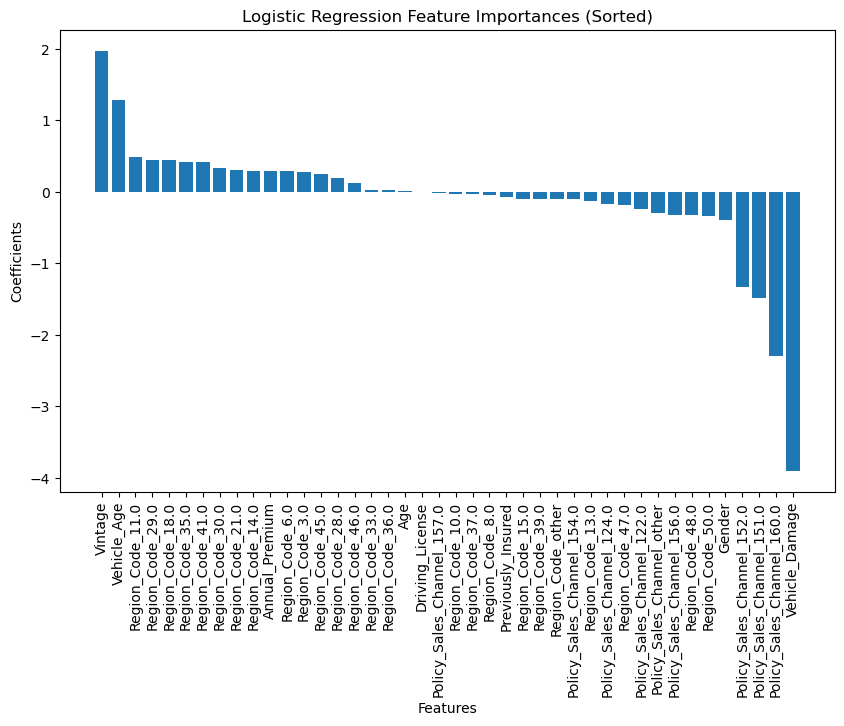 Logistic Regression Feature Importances (Sorted)
Coefficients
2
1
0
−1
−2
−3
−4
Vintage
Vehicle_Age
Region_Code_11.0
Region_Code_29.0
Region_Code_18.0
Region_Code_35.0
Region_Code_41.0
Region_Code_30.0
Region_Code_21.0
Region_Code_14.0
Annual_Premium
Region_Code_6.0
Region_Code_3.0
Region_Code_45.0
Region_Code_28.0
Region_Code_46.0
Region_Code_33.0
Region_Code_36.0
Age
Driving_License
Policy_Sales_Channel_157.0
Region_Code_10.0
Region_Code_37.0
Region_Code_8.0
Previously_Insured
Region_Code_15.0
Region_Code_39.0
Region_Code_other
Policy_Sales_Channel_154.0
Region_Code_13.0
Policy_Sales_Channel_124.0
Region_Code_47.0
Policy_Sales_Channel_122.0
Policy_Sales_Channel_other
Policy_Sales_Channel_156.0
Region_Code_48.0
Region_Code_50.0
Gender
Policy_Sales_Channel_152.0
Policy_Sales_Channel_151.0
Policy_Sales_Channel_160.0
Vehicle_Damage
Features